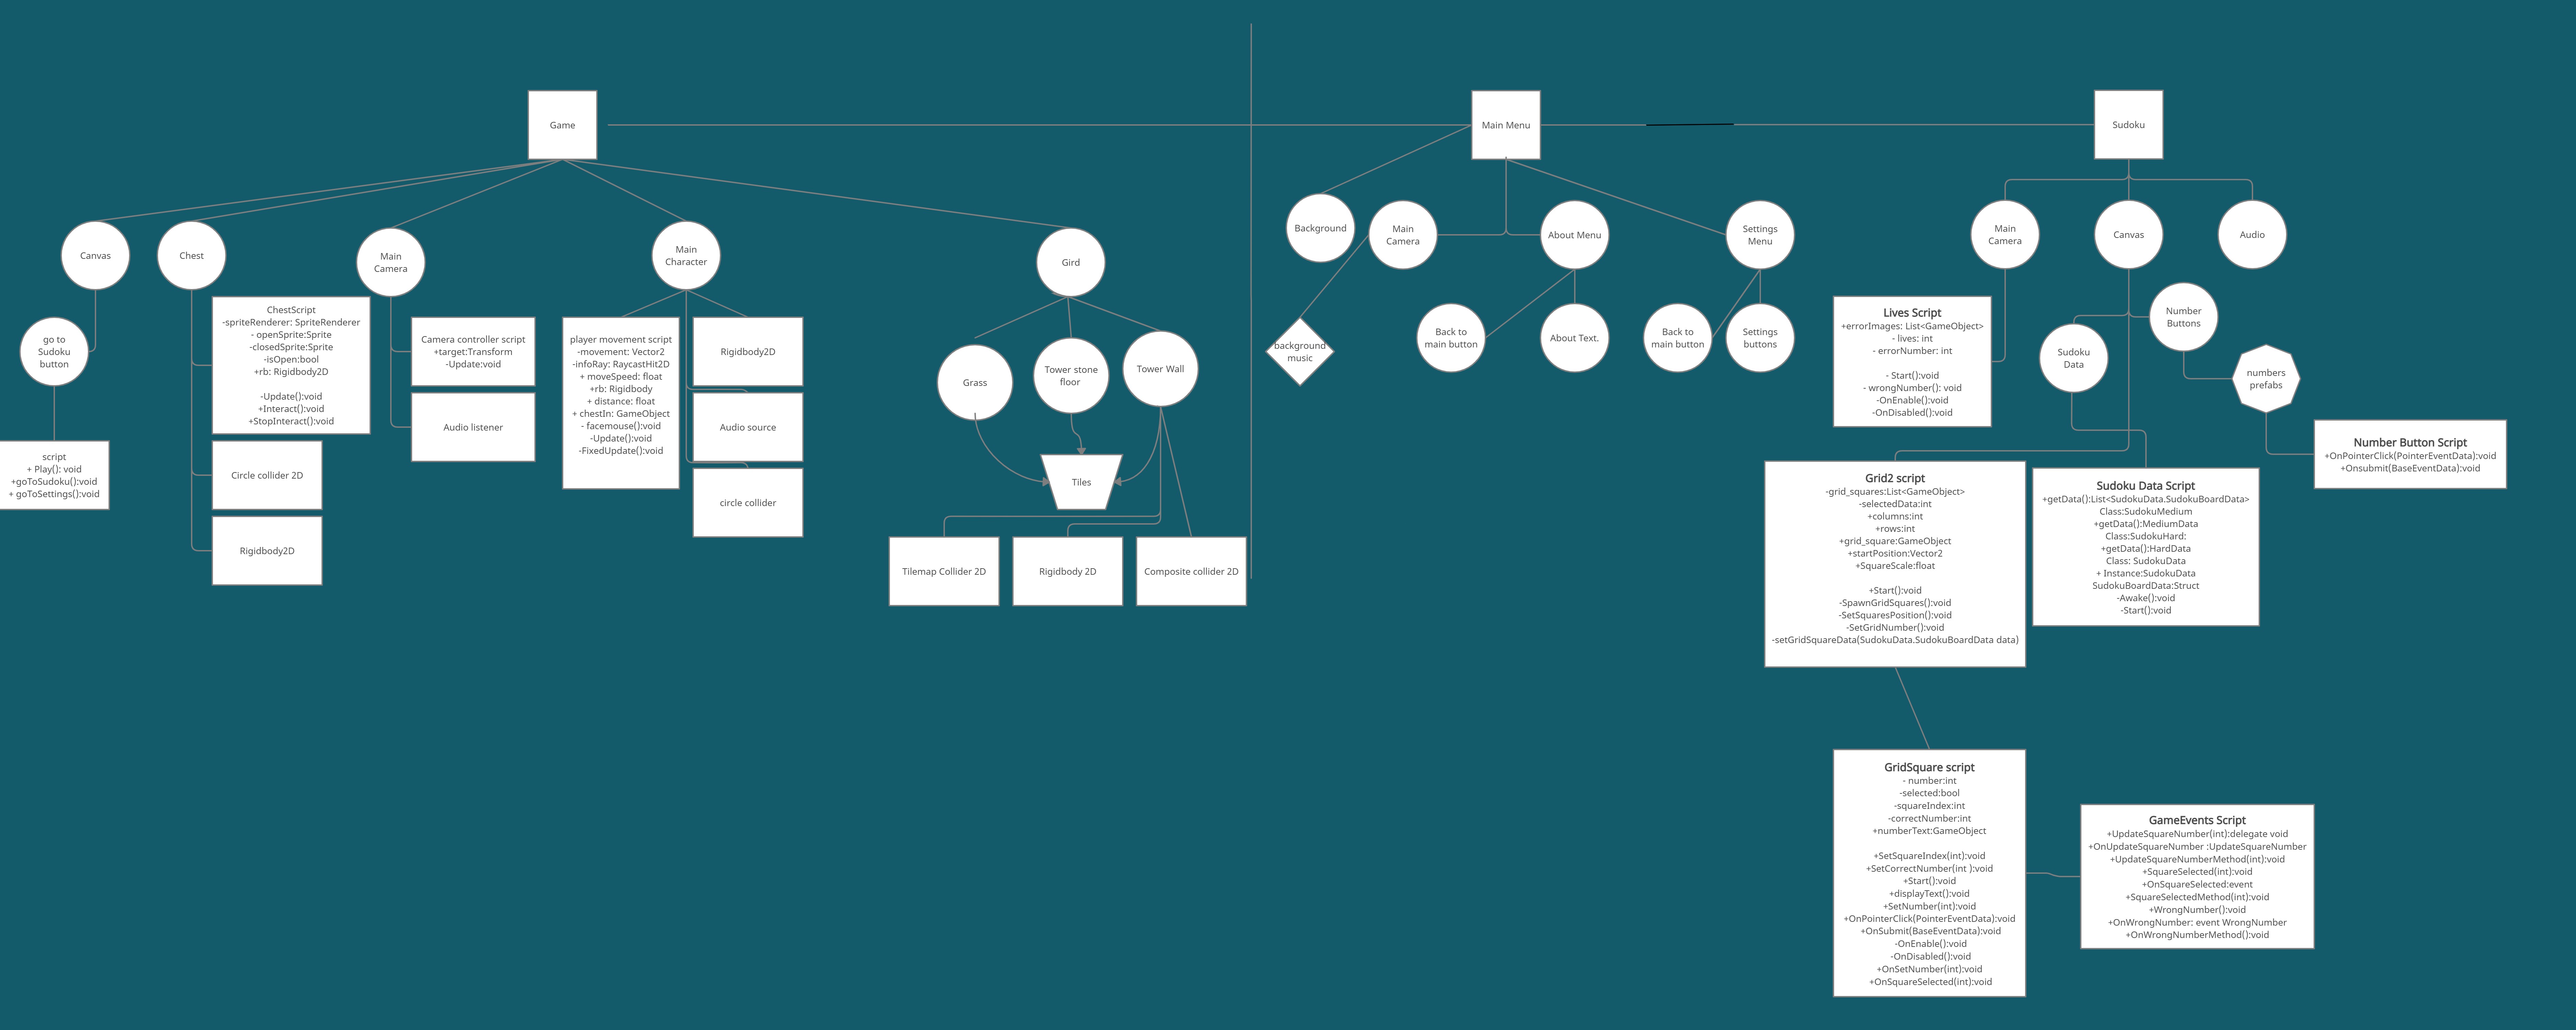 Game
Main Menu
Sudoku
Canvas
Chest
Main
Camera
Main
Character
Gird
Background
Main
Camera
About Menu
Settings
Menu
Main
Camera
Canvas
Audio
go to
Sudoku
button
script
+ Play(): void
+goToSudoku():void
+ goToSettings():void
ChestScript
-spriteRenderer: SpriteRenderer
- openSprite:Sprite
-closedSprite:Sprite
-isOpen:bool
+rb: Rigidbody2D
-Update():void
+Interact():void
+StopInteract():void
Circle collider 2D
Rigidbody2D
Camera controller script
+target:Transform
-Update:void
Audio listener
player movement script
-movement: Vector2
-infoRay: RaycastHit2D
+ moveSpeed: float
+rb: Rigidbody
+ distance: float
+ chestIn: GameObject
- facemouse():void
-Update():void
-FixedUpdate():void
Rigidbody2D
Audio source
circle collider
Grass
Tower stone
floor
Tower Wall
Tiles
Tilemap Collider 2D
Rigidbody 2D
Composite collider 2D
background
music
Back to
main button
About Text.
Back to
main button
Settings
buttons
Lives Script
+errorImages: List<GameObject>
- lives: int
- errorNumber: int
- Start():void
- wrongNumber(): void
-OnEnable():void
-OnDisabled():void
Sudoku
Data
Number
Buttons
numbers
prefabs
Number Button Script
+OnPointerClick(PointerEventData):void
+Onsubmit(BaseEventData):void
Grid2 script
-grid_squares:List<GameObject>
-selectedData:int
+columns:int
+rows:int
+grid_square:GameObject
+startPosition:Vector2
+SquareScale:float
+Start():void
-SpawnGridSquares():void
-SetSquaresPosition():void
-SetGridNumber():void
-setGridSquareData(SudokuData.SudokuBoardData data)
Sudoku Data Script
+getData():List<SudokuData.SudokuBoardData>
Class:SudokuMedium
+getData():MediumData
Class:SudokuHard:
+getData():HardData
Class: SudokuData
+ Instance:SudokuData
SudokuBoardData:Struct
-Awake():void
-Start():void
GridSquare script
- number:int
-selected:bool
-squareIndex:int
-correctNumber:int
+numberText:GameObject
+SetSquareIndex(int):void
+SetCorrectNumber(int ):void
+Start():void
+displayText():void
+SetNumber(int):void
+OnPointerClick(PointerEventData):void
+OnSubmit(BaseEventData):void
-OnEnable():void
-OnDisabled():void
+OnSetNumber(int):void
+OnSquareSelected(int):void
GameEvents Script
+UpdateSquareNumber(int):delegate void
+OnUpdateSquareNumber :UpdateSquareNumber
+UpdateSquareNumberMethod(int):void
+SquareSelected(int):void
+OnSquareSelected:event
+SquareSelectedMethod(int):void
+WrongNumber():void
+OnWrongNumber: event WrongNumber
+OnWrongNumberMethod():void